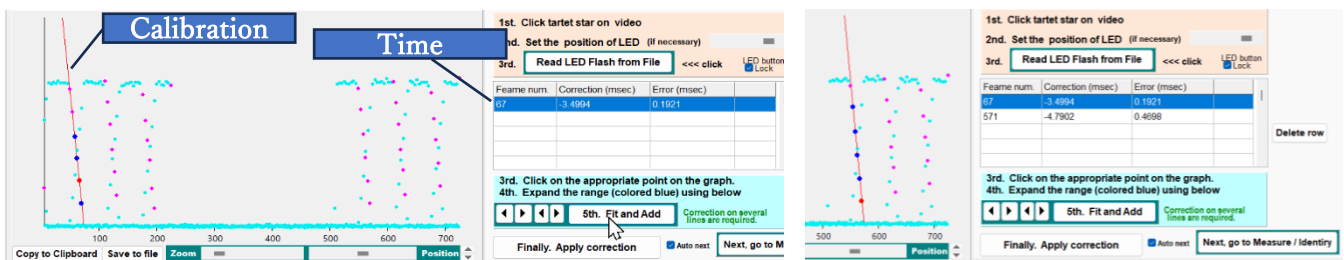 Calibration
Time
1st. Click tartet star on video
nd. Set the position of LED (if necessary)
3rd. Read LED Flash from File <<< click LED button
Lock
Fearne num. Correction (msec) Error (msec)
67 -3.4994 0.1921
3rd. Click on the appropriate point on the graph.
4th. Expand the range (colored blue) using below
5th. Fit and Add Correction on several
lines are required.
Finally. Apply correction Auto next Next, go to M
100 200 300 400 500 600 700
Copy to Clipboard Save to file Zoom Position
1st. Click tartet star on video
2nd. Set the position of LED (if necessary)
3rd. Read LED Flash from File <<< click LED button
Lock
Fearne num. Correction (msec) Error (msec)
67 -3.4994 0.1921
571 -4.7902 0.4698
Delete row
3rd. Click on the appropriate point on the graph.
4th. Expand the range (colored blue) using below
5th. Fit and Add Correction on several
lines are required.
Finally. Apply correction Auto next Next, go to Measure / Identiry
500 600 700
Position